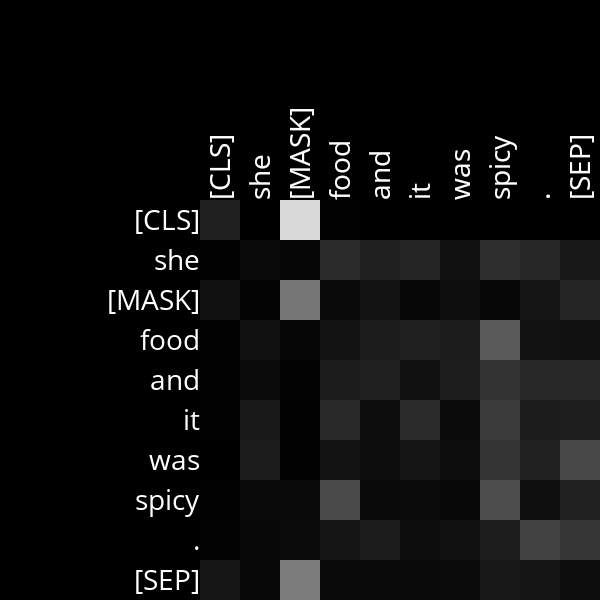 [CLS] she [MASK] food and it was spicy . [SEP]
[CLS]
she
[MASK]
food
and
it
was
spicy
.
[SEP]